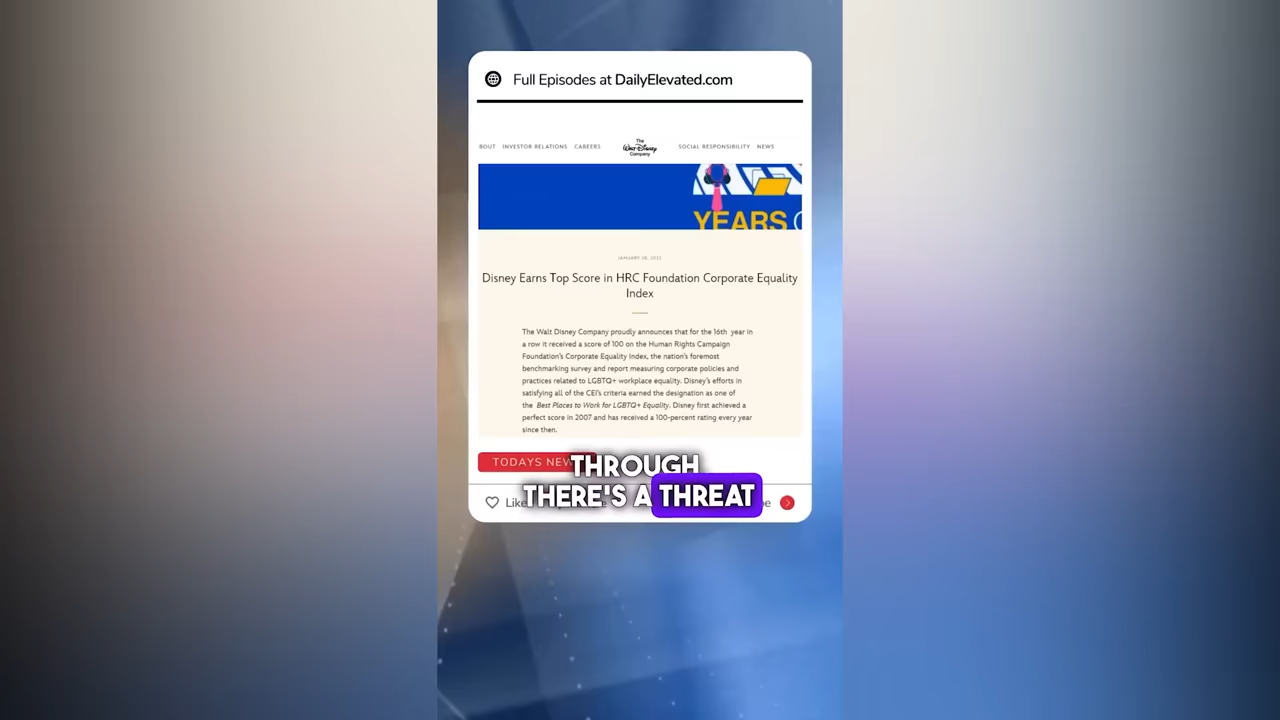 Full Episodes at DailyElevated.com
BOUT INVESTOR RELATIONS CAREERS The Walt Disney Company SOCIAL RESPONSIBILITY NEWS
YEARS
Disney Earns Top Score in HRC Foundation Corporate Equality
Index
The Walt Disney Company proudly announces that for the 16th year in
a row it received a score of 100 on the Human Rights Campaign
Foundation's Corporate Equality Index, the nation's foremost
benchmarking survey and report measuring corporate policies and
practices related to LGBTQ+ workplace equality. Disney's efforts in
satisfying all of the CEI's criteria earned the designation as one of
the Best Places to Work for LGBTQ+ Equality. Disney first achieved a
perfect score in 2007 and has received a 100-percent rating every year
since then.
TODAYS NEW
THROUGH
THERE'S A THREAT
Like